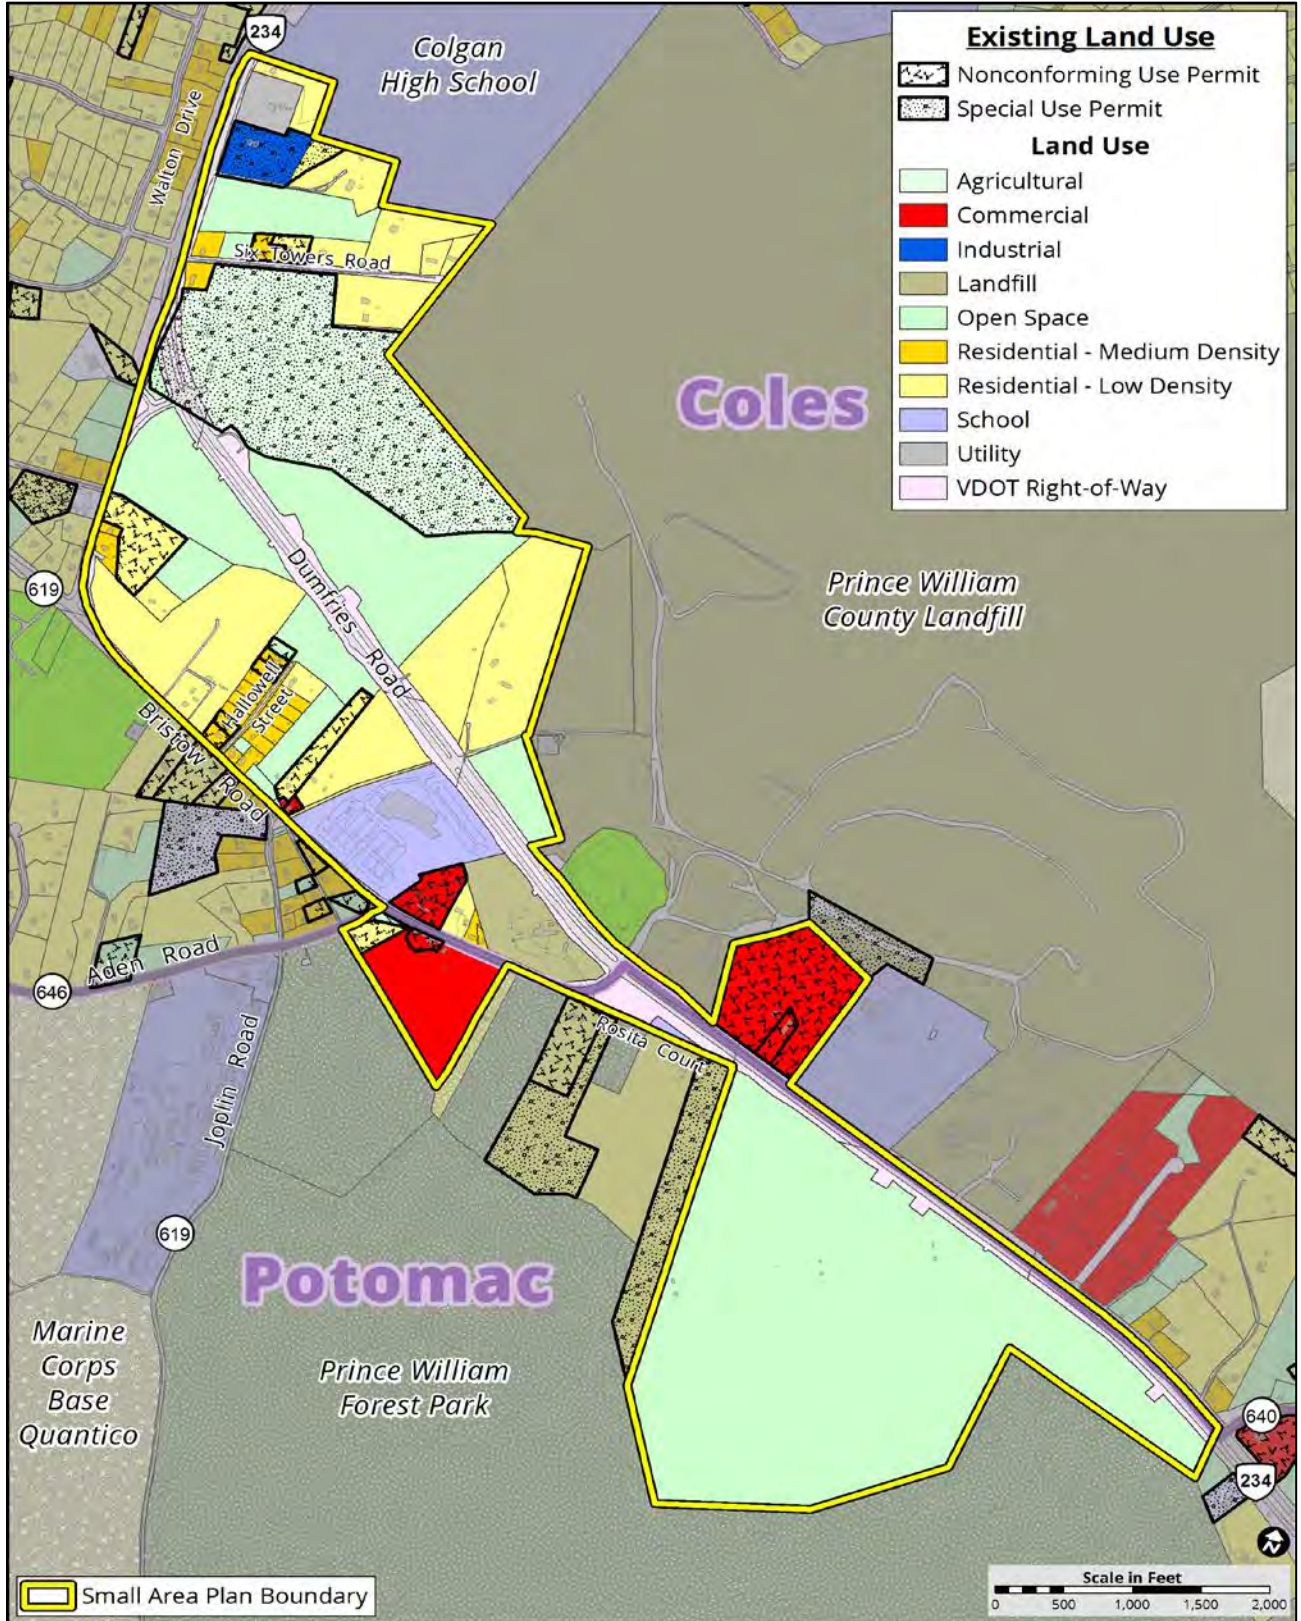 234
Colgan
High School
Walton Drive
Six Towers Road
Existing Land Use
Nonconforming Use Permit
Special Use Permit
Land Use
Agricultural
Commercial
Industrial
Landfill
Open Space
Residential - Medium Density
Residential - Low Density
School
Utility
VDOT Right-of-Way
Coles
Prince William
County Landfill
619
Dumfries Road
Hallowell
Street
Bristow Road
Aden Road
646
Joplin Road
Rosita Court
619
Potomac
Marine
Corps
Base
Quantico
Prince William
Forest Park
640
234
N
Small Area Plan Boundary
Scale in Feet
0 500 1,000 1,500 2,000